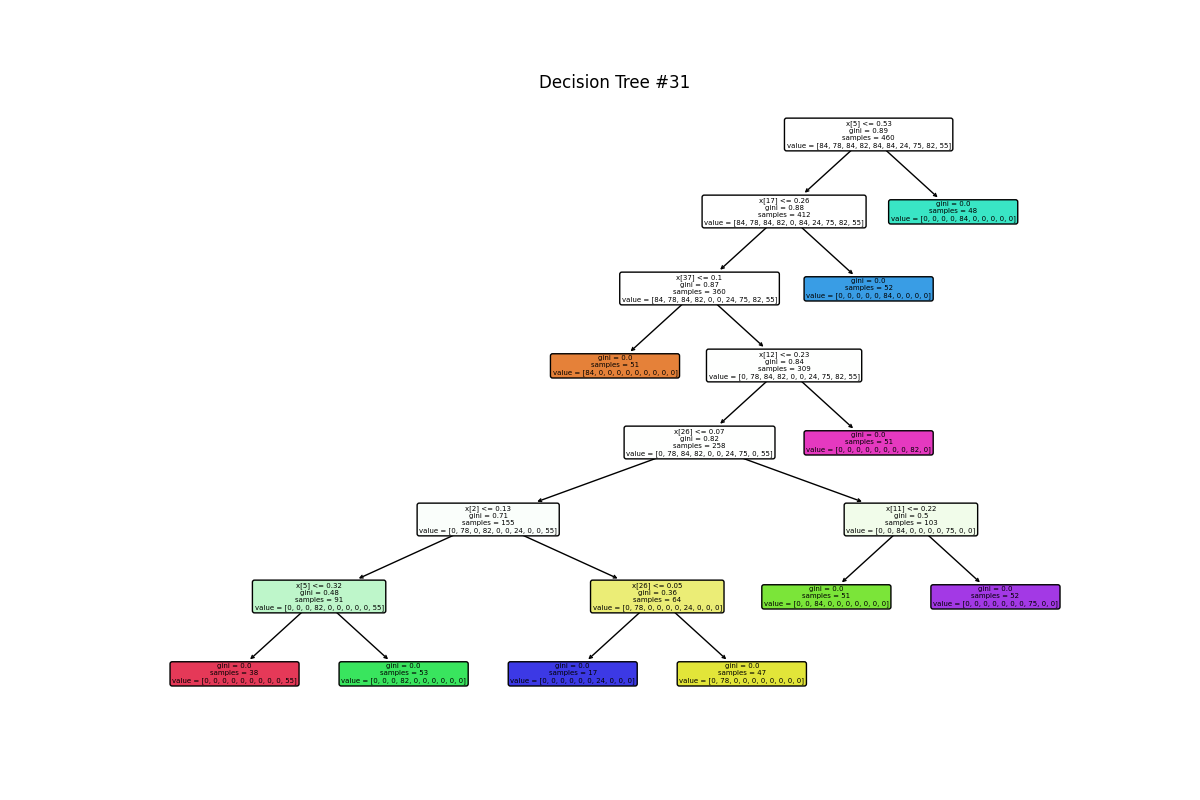 Decision Tree #31
x[5] <= 0.53
gini = 0.89
samples = 460
value = [84, 78, 84, 82, 84, 84, 24, 75, 82, 55]
x[17] <= 0.26
gini = 0.88
samples = 412
value = [84, 78, 84, 82, 0, 84, 24, 75, 82, 55]
gini = 0.0
samples = 48
value = [0, 0, 0, 0, 84, 0, 0, 0, 0, 0]
x[37] <= 0.1
gini = 0.87
samples = 360
value = [84, 78, 84, 82, 0, 0, 24, 75, 82, 55]
gini = 0.0
samples = 52
value = [0, 0, 0, 0, 0, 84, 0, 0, 0, 0]
gini = 0.0
samples = 51
value = [84, 0, 0, 0, 0, 0, 0, 0, 0, 0]
x[12] <= 0.23
gini = 0.84
samples = 309
value = [0, 78, 84, 82, 0, 0, 24, 75, 82, 55]
x[26] <= 0.07
gini = 0.82
samples = 258
value = [0, 78, 84, 82, 0, 0, 24, 75, 0, 55]
gini = 0.0
samples = 51
value = [0, 0, 0, 0, 0, 0, 0, 0, 82, 0]
x[2] <= 0.13
gini = 0.71
samples = 155
value = [0, 78, 0, 82, 0, 0, 24, 0, 0, 55]
x[11] <= 0.22
gini = 0.5
samples = 103
value = [0, 0, 84, 0, 0, 0, 0, 75, 0, 0]
x[5] <= 0.32
gini = 0.48
samples = 91
value = [0, 0, 0, 82, 0, 0, 0, 0, 0, 55]
x[26] <= 0.05
gini = 0.36
samples = 64
value = [0, 78, 0, 0, 0, 0, 24, 0, 0, 0]
gini = 0.0
samples = 51
value = [0, 0, 84, 0, 0, 0, 0, 0, 0, 0]
gini = 0.0
samples = 52
value = [0, 0, 0, 0, 0, 0, 0, 75, 0, 0]
gini = 0.0
samples = 38
value = [0, 0, 0, 0, 0, 0, 0, 0, 0, 55]
gini = 0.0
samples = 53
value = [0, 0, 0, 82, 0, 0, 0, 0, 0, 0]
gini = 0.0
samples = 17
value = [0, 0, 0, 0, 0, 0, 24, 0, 0, 0]
gini = 0.0
samples = 47
value = [0, 78, 0, 0, 0, 0, 0, 0, 0, 0]